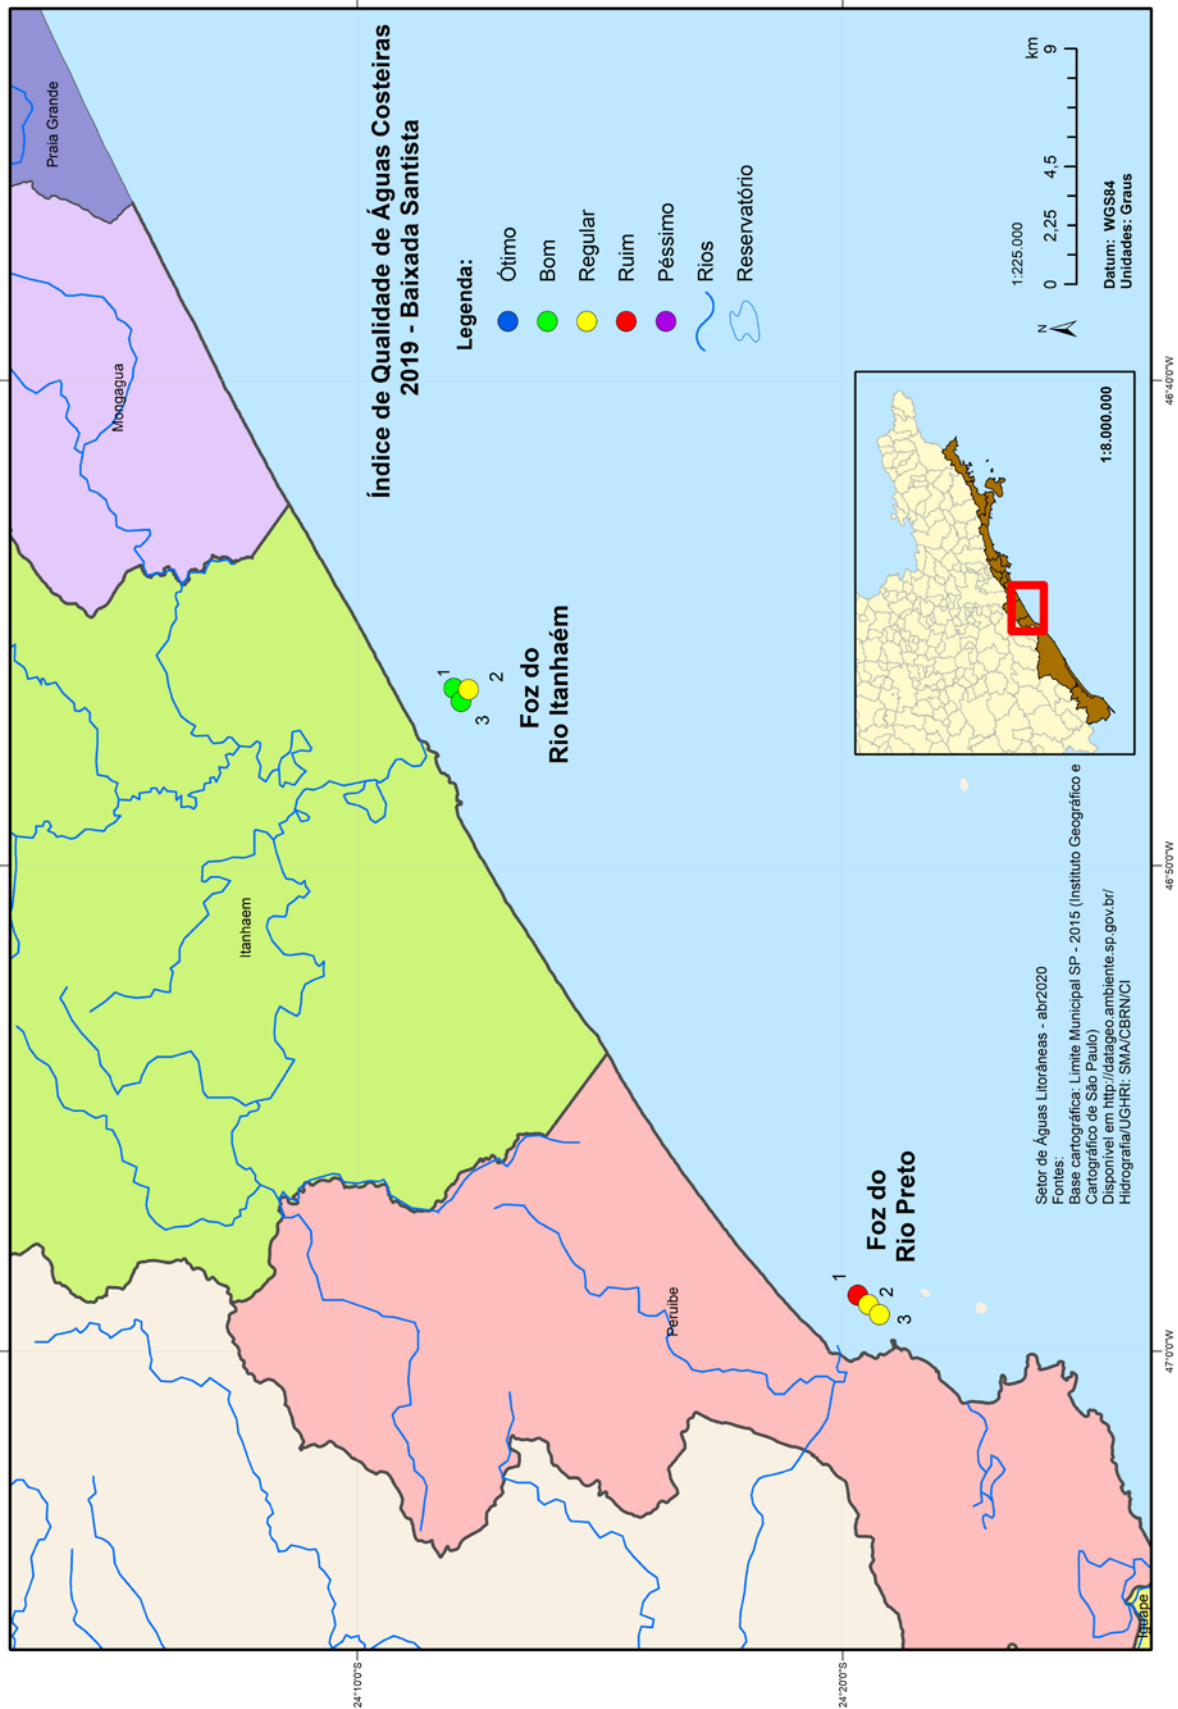 Praia Grande
Mongagua
Índice de Qualidade de Águas Costeiras
2019 - Baixada Santista
Legenda:
Ótimo
Bom
Regular
Ruim
Péssimo
Rios
Reservatório
Itanhaem
1
2
3
Foz do
Rio Itanhaém
Peruibe
1
2
3
Foz do
Rio Preto
Iguape
Setor de Águas Litorâneas - abr2020
Fontes:
Base cartográfica: Limite Municipal SP - 2015 (Instituto Geográfico e
Cartográfico de São Paulo)
Disponível em http://datageo.ambiente.sp.gov.br/
Hidrografia/UGHRI: SMA/CBRN/CI
1:8.000.000
N
1:225.000
km
0 2,25 4,5 9
Datum: WGS84
Unidades: Graus
24°10'0"S
24°20'0"S
47°0'0"W
46°50'0"W
46°40'0"W